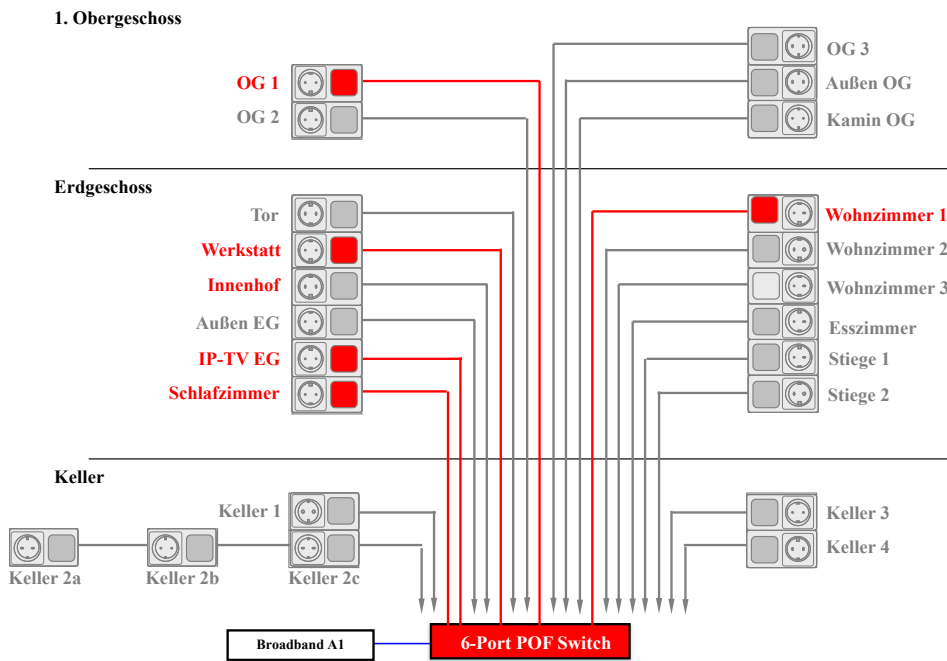 1. Obergeschoss
OG 1
OG 2
OG 3
Außen OG
Kamin OG
Erdgeschoss
Tor
Werkstatt
Innenhof
Außen EG
IP-TV EG
Schlafzimmer
Wohnzimmer 1
Wohnzimmer 2
Wohnzimmer 3
Esszimmer
Stiege 1
Stiege 2
Keller
Keller 1
Keller 2a
Keller 2b
Keller 2c
Keller 3
Keller 4
Broadband A1
6-Port POF Switch